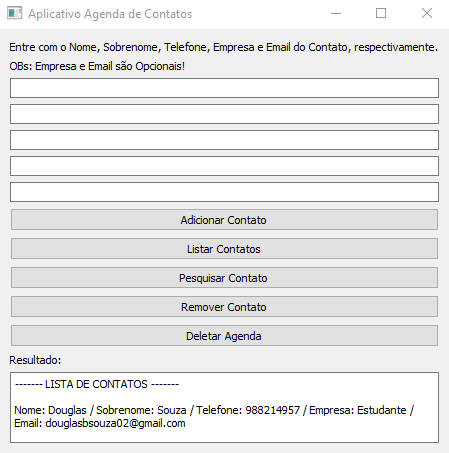 Aplicativo Agenda de Contatos
Entre com o Nome, Sobrenome, Telefone, Empresa e Email do Contato, respectivamente.
OBs: Empresa e Email são Opcionais!
Adicionar Contato
Listar Contatos
Pesquisar Contato
Remover Contato
Deletar Agenda
Resultado:
------- LISTA DE CONTATOS -------
Nome: Douglas / Sobrenome: Souza / Telefone: 988214957 / Empresa: Estudante /
Email: douglasbsouza02@gmail.com